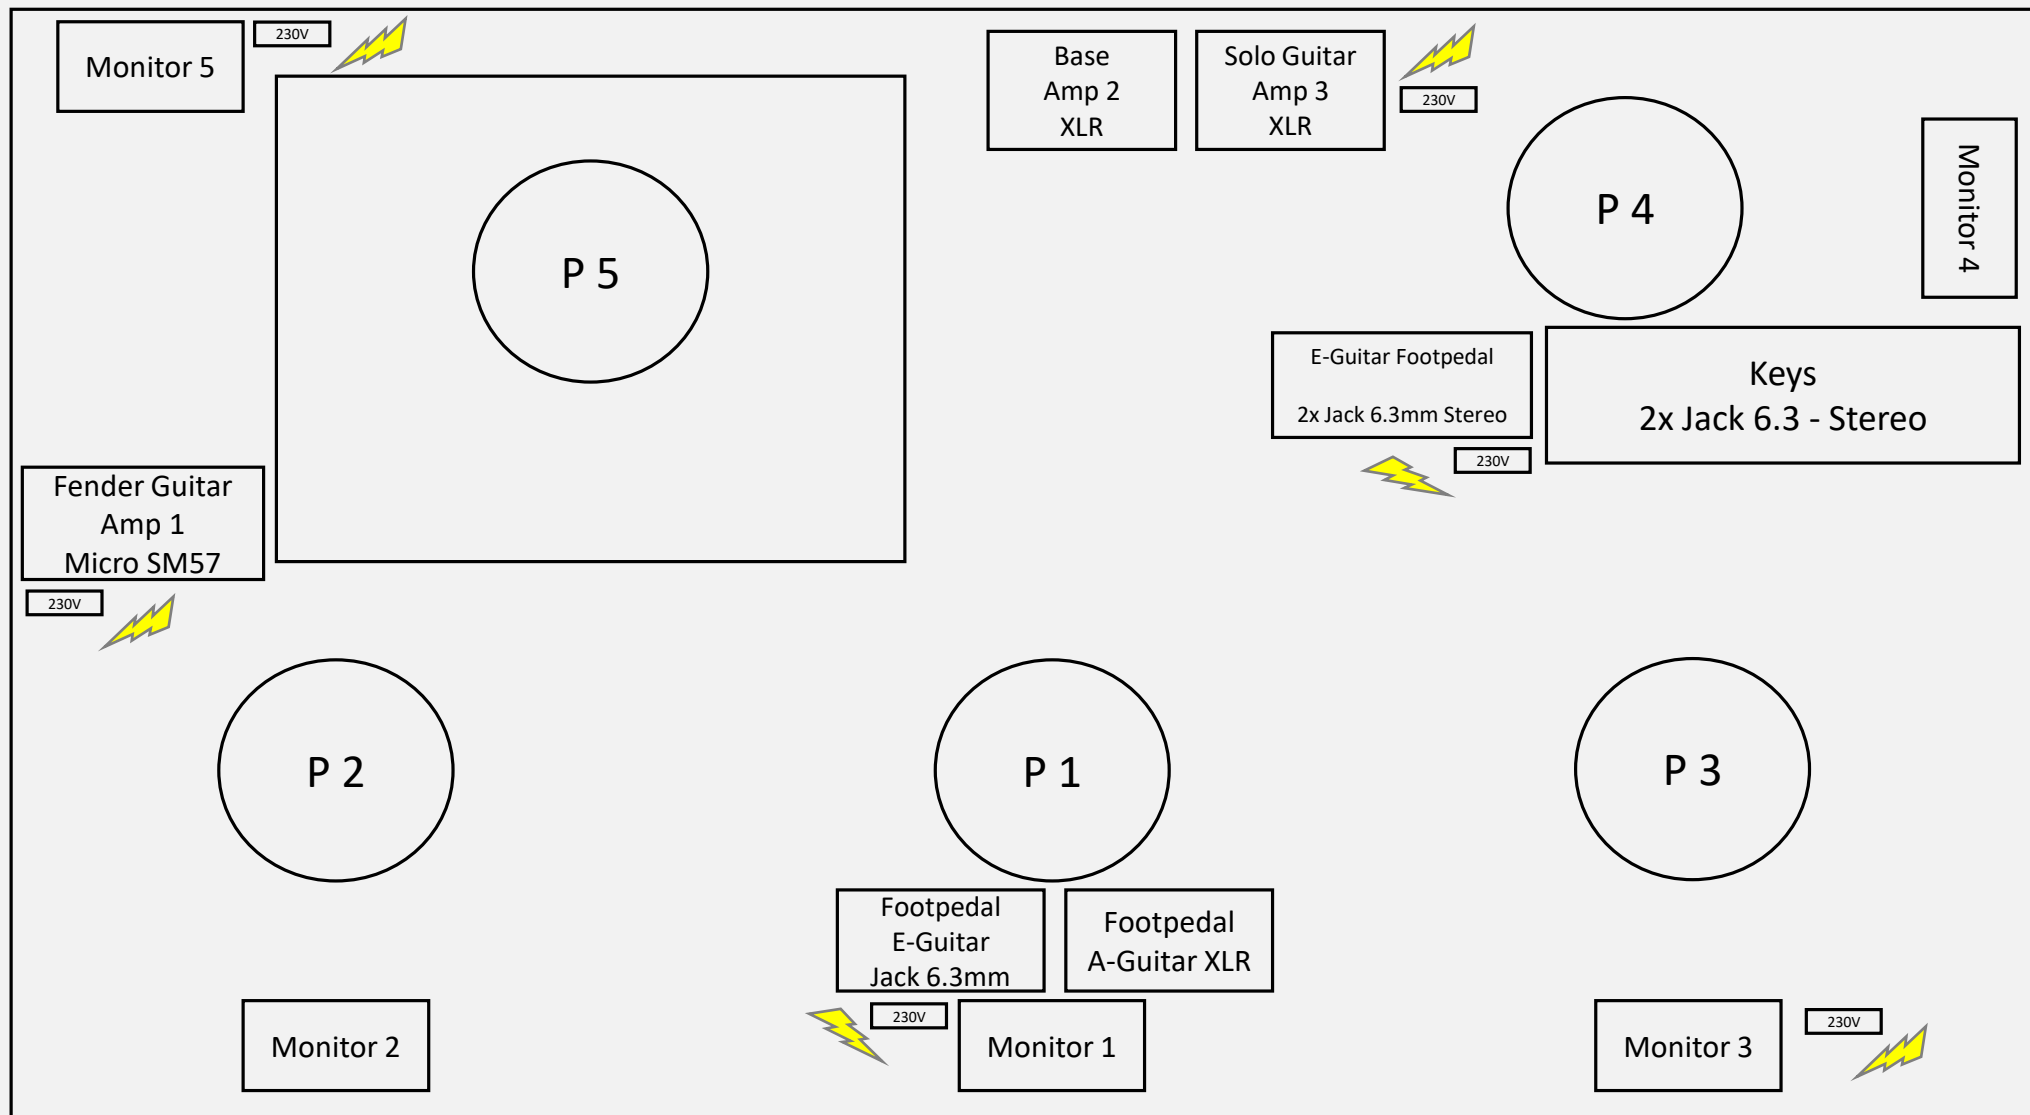 Monitor 5
230V
Base
Amp 2
XLR
Solo Guitar
Amp 3
XLR
230V
P 5
P 4
Monitor 4
E-Guitar Footpedal
2x Jack 6.3mm Stereo
Keys
2x Jack 6.3 - Stereo
230V
Fender Guitar
Amp 1
Micro SM57
230V
P 2
P 1
P 3
Footpedal
E-Guitar
Jack 6.3mm
Footpedal
A-Guitar XLR
Monitor 2
230V
Monitor 1
Monitor 3
230V